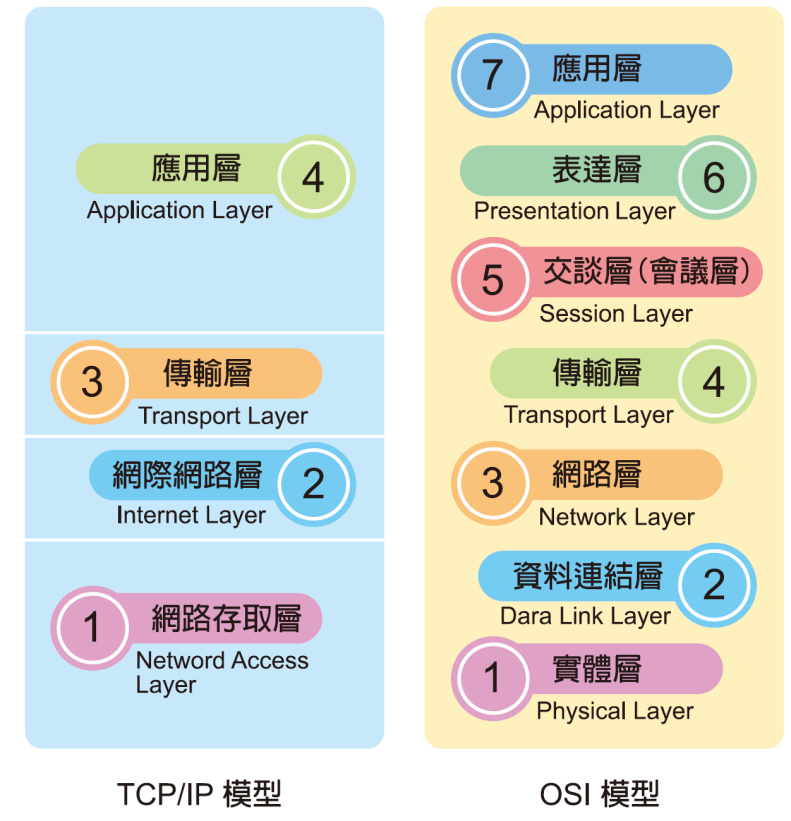 4 應用層
Application Layer
3 傳輸層
Transport Layer
網際網路層 2
Internet Layer
1 網路存取層
Netword Access
Layer
TCP/IP 模型
7 應用層
Application Layer
表達層 6
Presentation Layer
5 交談層(會議層)
Session Layer
傳輸層 4
Transport Layer
3 網路層
Network Layer
資料連結層 2
Dara Link Layer
1 實體層
Physical Layer
OSI 模型